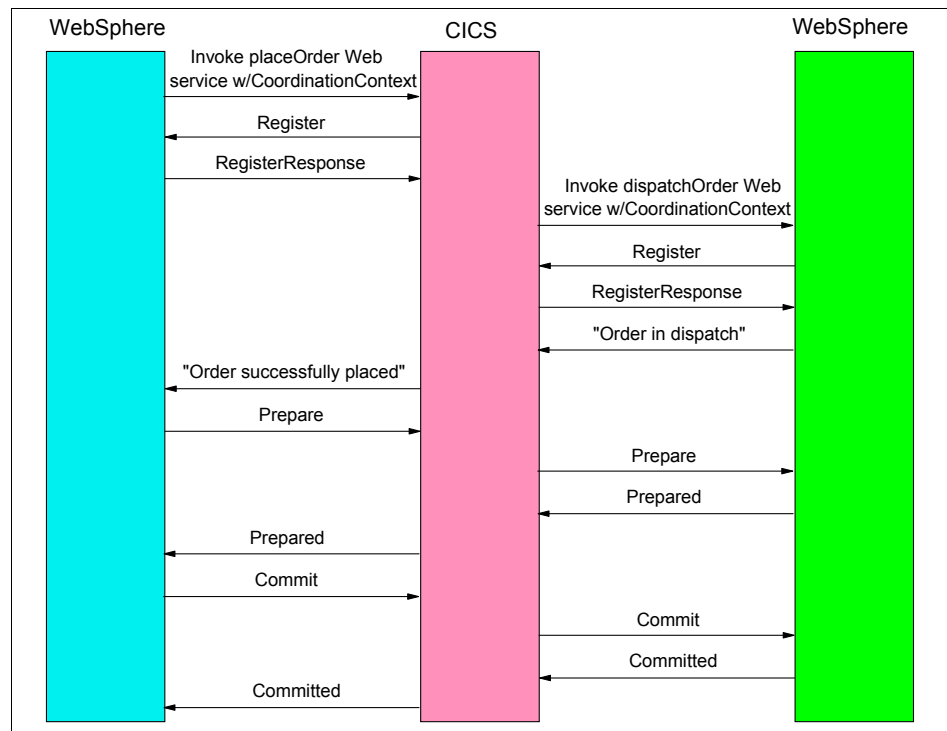 WebSphere
CICS
WebSphere
Invoke placeOrder Web
service w/CoordinationContext
Register
RegisterResponse
Invoke dispatchOrder Web
service w/CoordinationContext
Register
RegisterResponse
"Order in dispatch"
"Order successfully placed"
Prepare
Prepare
Prepared
Prepared
Commit
Commit
Committed
Committed